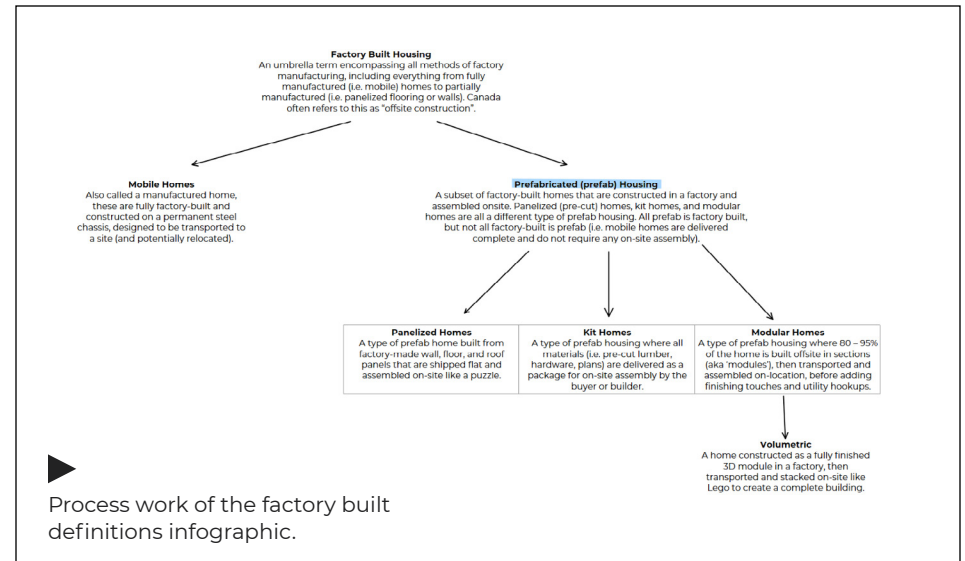 Factory Built Housing
An umbrella term encompassing all methods of factory
manufacturing, including everything from fully
manufactured (i.e. mobile) homes to partially
manufactured (i.e. panelized flooring or walls). Canada
often refers to this as "offsite construction".
Mobile Homes
Also called a manufactured home,
these are fully factory-built and
constructed on a permanent steel
chassis, designed to be transported to
a site (and potentially relocated).
Prefabricated (prefab) Housing
A subset of factory-built homes that are constructed in a factory and
assembled onsite. Panelized (pre-cut) homes, kit homes, and modular
homes are all a different type of prefab housing. All prefab is factory built,
but not all factory-built is prefab (i.e. mobile homes are delivered
complete and do not require any on-site assembly).
Panelized Homes
A type of prefab home built from
factory-made wall, floor, and roof
panels that are shipped flat and
assembled on-site like a puzzle.
Kit Homes
A type of prefab housing where all
materials (i.e. pre-cut lumber,
hardware, plans) are delivered as a
package for on-site assembly by the
buyer or builder.
Modular Homes
A type of prefab housing where 80 – 95%
of the home is built offsite in sections
(aka 'modules'), then transported and
assembled on-location, before adding
finishing touches and utility hookups.
Volumetric
A home constructed as a fully finished
3D module in a factory, then
transported and stacked on-site like
Lego to create a complete building.
Process work of the factory built
definitions infographic.